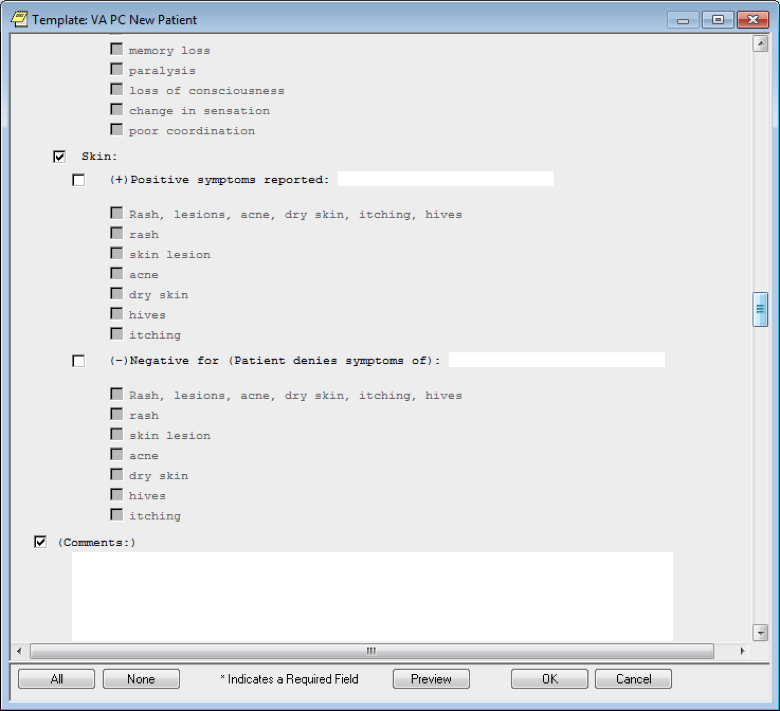 Template: VA PC New Patient
memory loss
paralysis
loss of consciousness
change in sensation
poor coordination
Skin:
(+)Positive symptoms reported:
Rash, lesions, acne, dry skin, itching, hives
rash
skin lesion
acne
dry skin
hives
itching
(-)Negative for (Patient denies symptoms of):
Rash, lesions, acne, dry skin, itching, hives
rash
skin lesion
acne
dry skin
hives
itching
(Comments:)
All None * Indicates a Required Field Preview OK Cancel